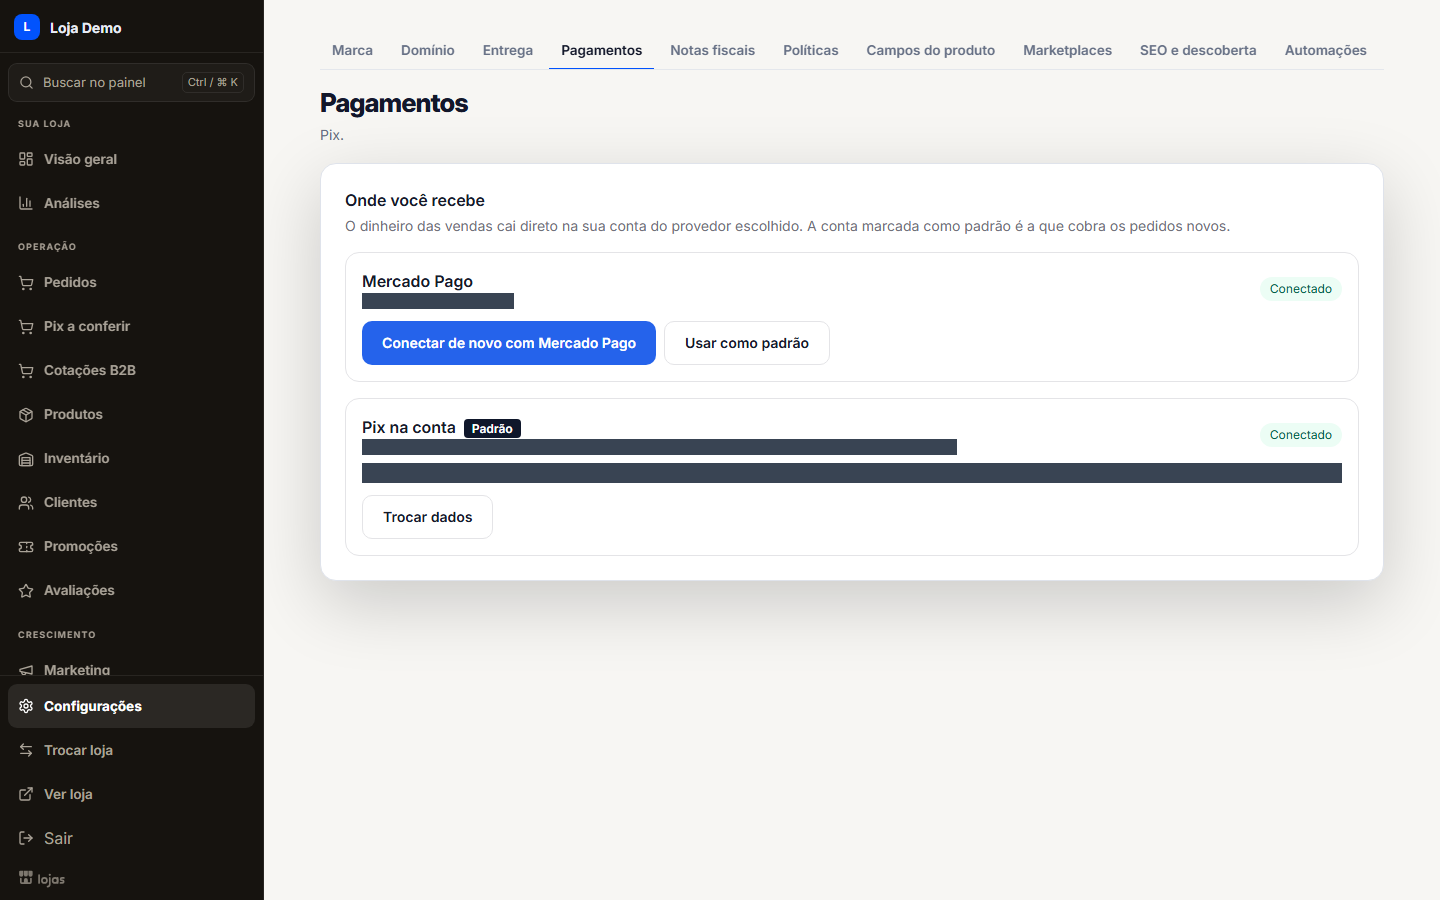 L Loja Demo
Buscar no painel Ctrl / ⌘ K
SUA LOJA
Visão geral
Análises
OPERAÇÃO
Pedidos
Pix a conferir
Cotações B2B
Produtos
Inventário
Clientes
Promoções
Avaliações
CRESCIMENTO
Marketing
Configurações
Trocar loja
Ver loja
Sair
lojas
Marca Domínio Entrega Pagamentos Notas fiscais Políticas Campos do produto Marketplaces SEO e descoberta Automações
Pagamentos
Pix.
Onde você recebe
O dinheiro das vendas cai direto na sua conta do provedor escolhido. A conta marcada como padrão é a que cobra os pedidos novos.
Mercado Pago
Conectado
Conectar de novo com Mercado Pago Usar como padrão
Pix na conta Padrão
Conectado
Trocar dados